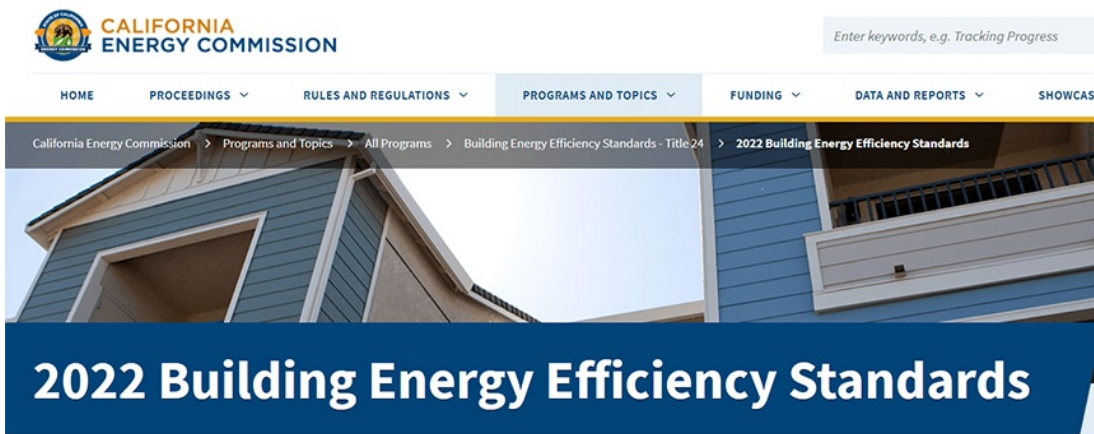 CALIFORNIA
ENERGY COMMISSION
Enter keywords, e.g. Tracking Progress
HOME PROCEEDINGS RULES AND REGULATIONS PROGRAMS AND TOPICS FUNDING DATA AND REPORTS SHOWCAS
California Energy Commission > Programs and Topics > All Programs > Building Energy Efficiency Standards - Title 24 > 2022 Building Energy Efficiency Standards
2022 Building Energy Efficiency Standards